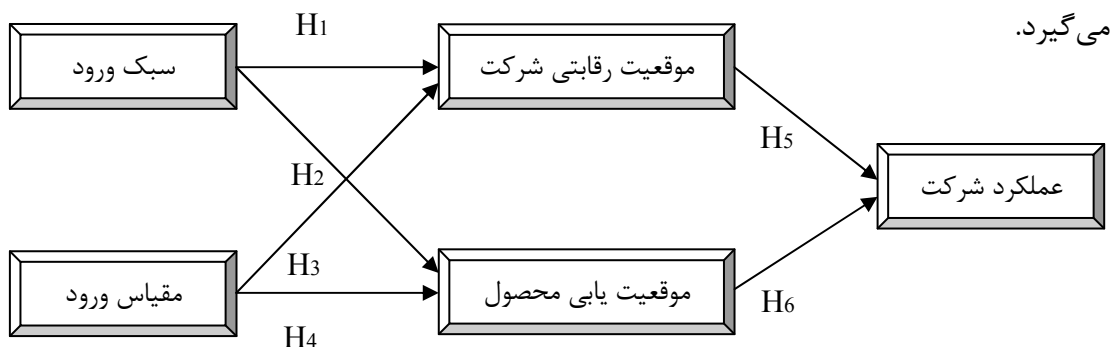 می‌گیرد.
H1
سبک ورود
موقعیت رقابتی شرکت
H5
H2
عملکرد شرکت
H3
مقیاس ورود
موقعیت یابی محصول
H6
H4